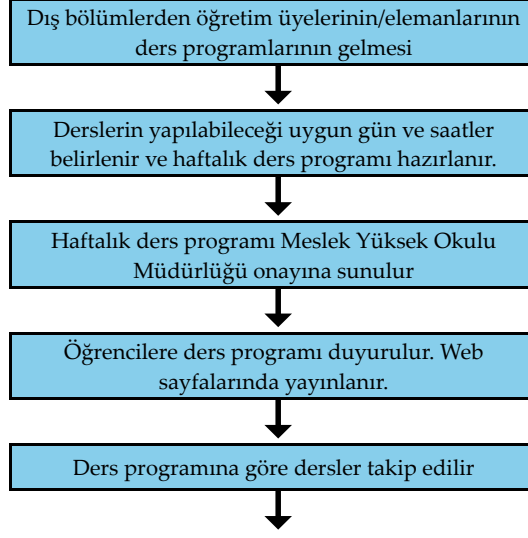 Dış bölümlerden öğretim üyelerinin/elemanlarının
ders programlarının gelmesi
Derslerin yapılabileceği uygun gün ve saatler
belirlenir ve haftalık ders programı hazırlanır.
Haftalık ders programı Meslek Yüksek Okulu
Müdürlüğü onayına sunulur
Öğrencilere ders programı duyurulur. Web
sayfalarında yayınlanır.
Ders programına göre dersler takip edilir